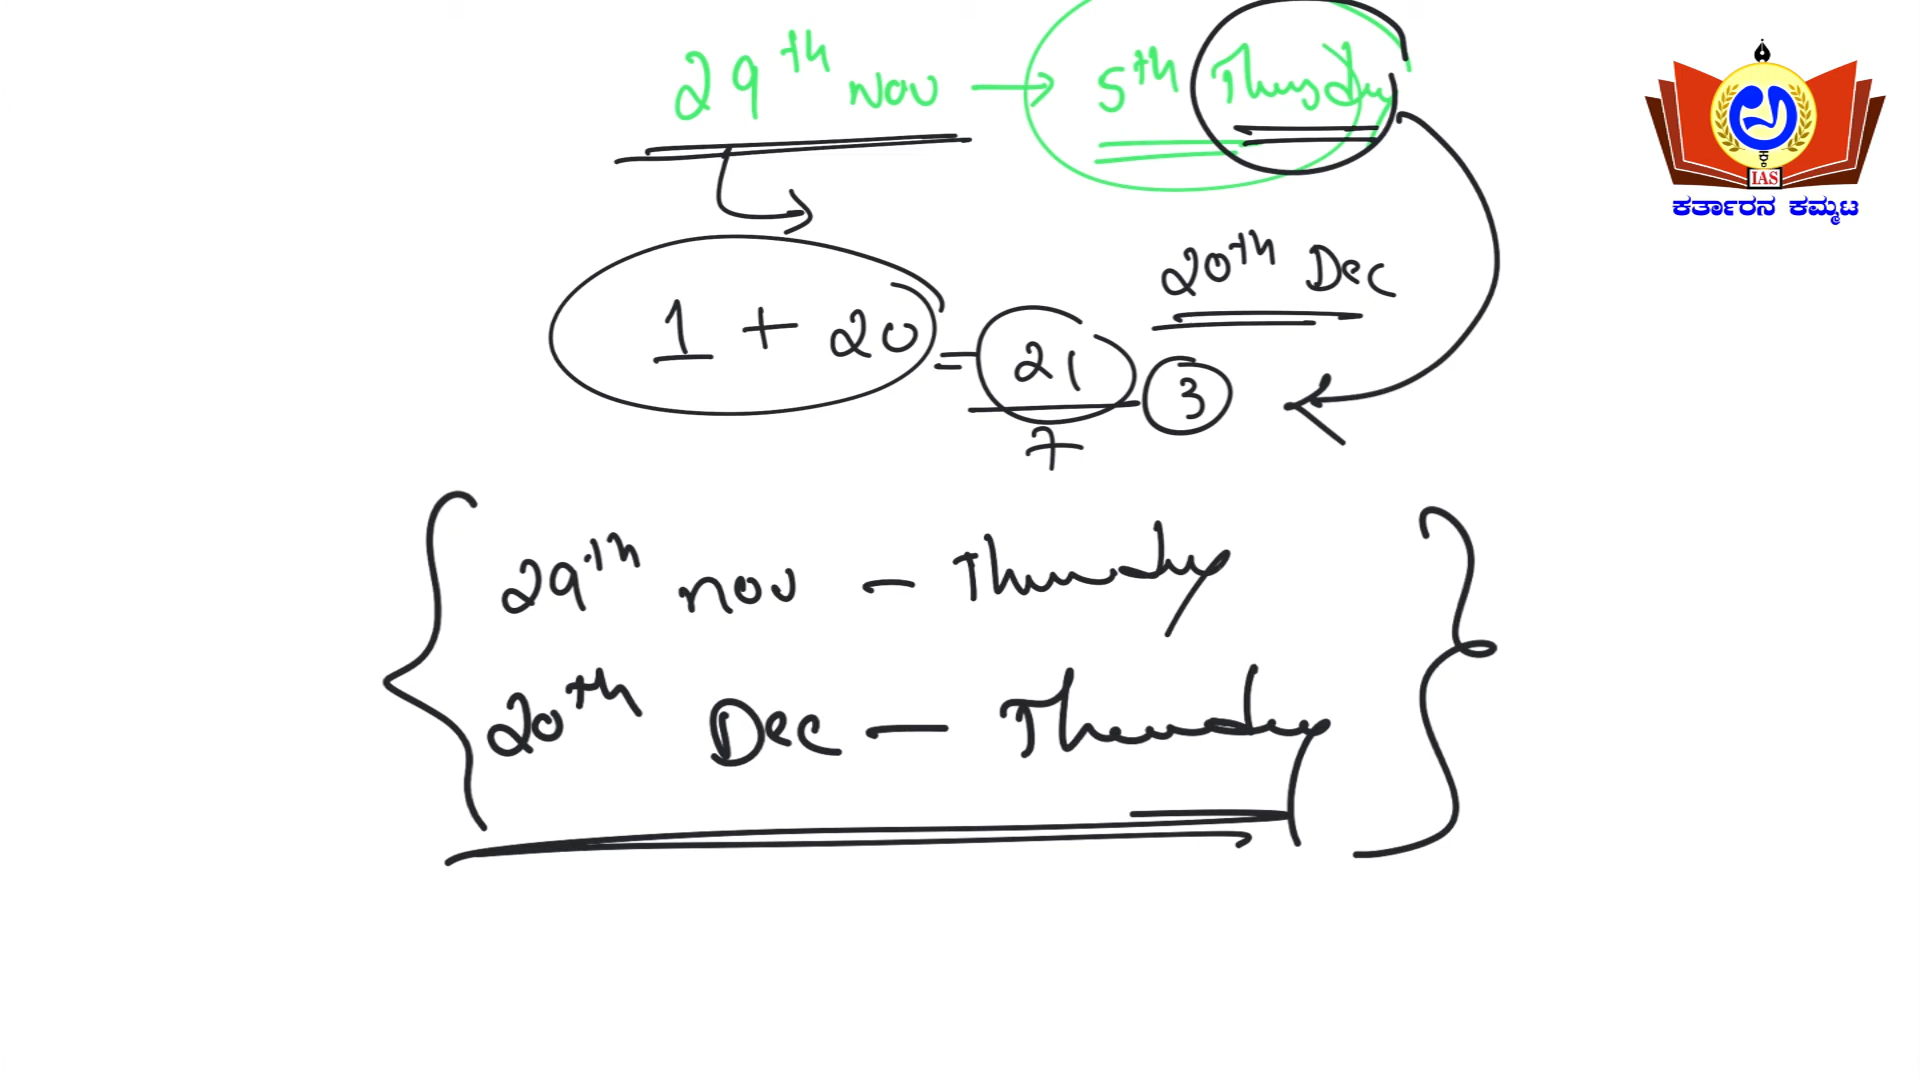 29th Nov → 5th Thusday
1 + 20 = 21/7 3
20th Dec
29th nov - Thursday
20th Dec - Thursday
IAS
ಕರ್ತಾರನ ಕಮ್ಮಟ